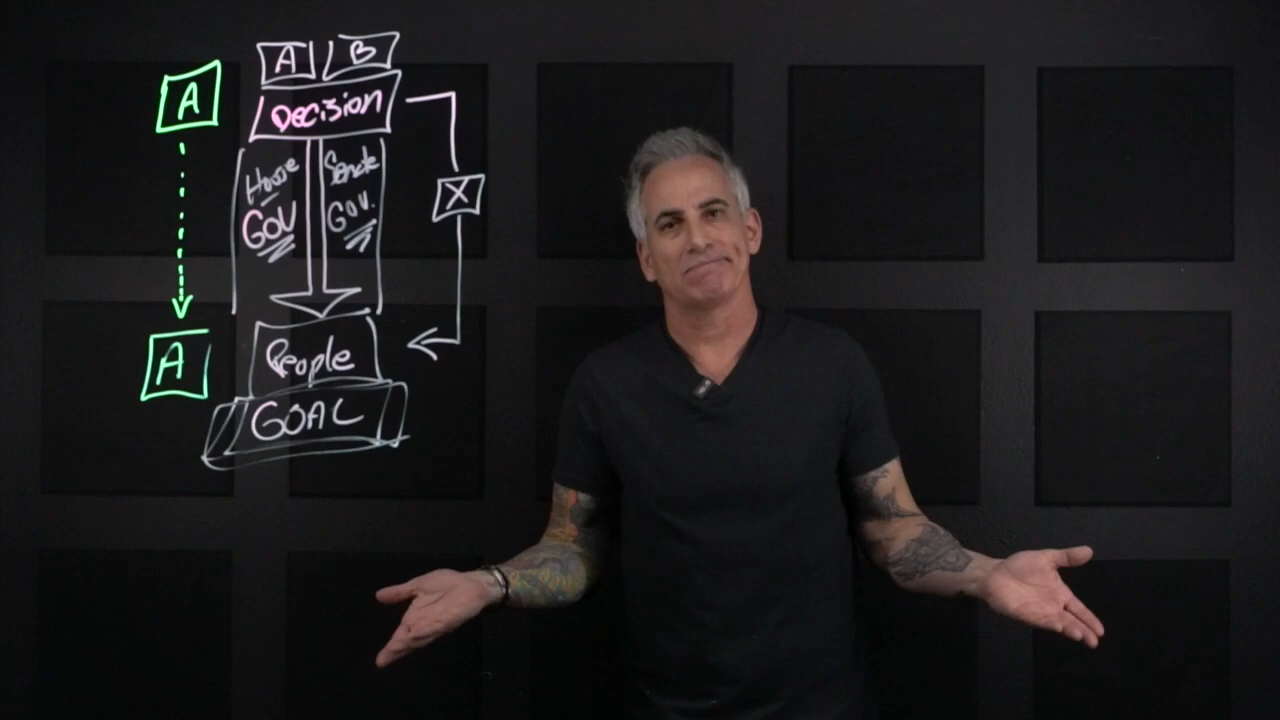 A B
A
Decision
House Senate
GOV GOV.
X
People
A
GOAL